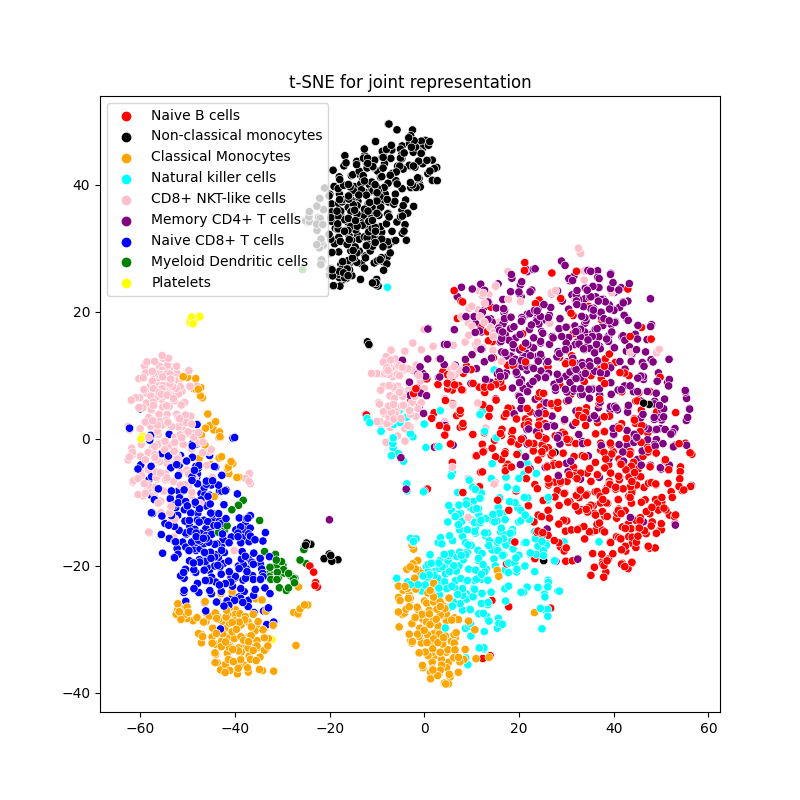 t-SNE for joint representation
Naive B cells
Non-classical monocytes
Classical Monocytes
Natural killer cells
CD8+ NKT-like cells
Memory CD4+ T cells
Naive CD8+ T cells
Myeloid Dendritic cells
Platelets
40
20
0
−20
−40
−60 −40 −20 0 20 40 60